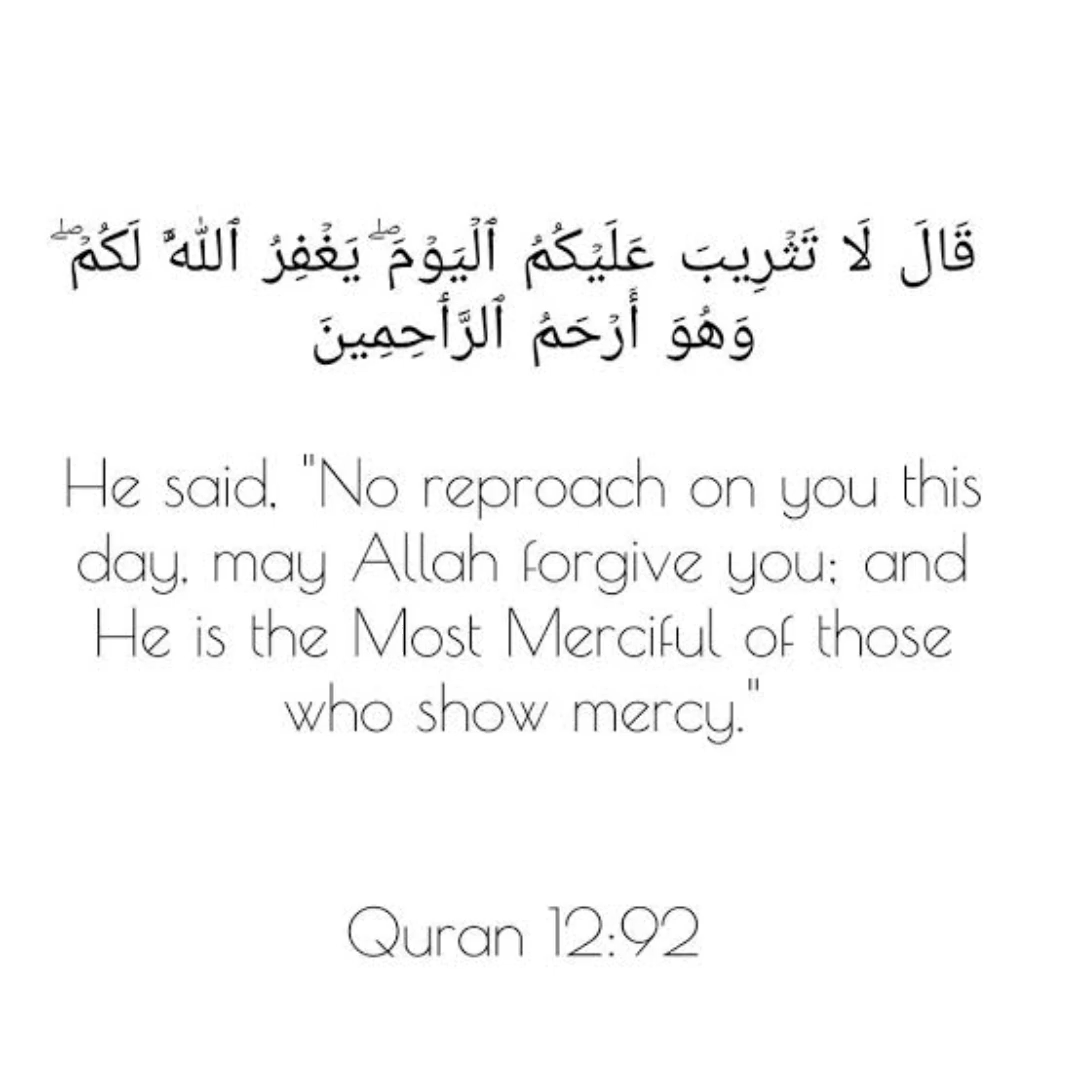 قَالَ لَا تَثۡرِيبَ عَلَيۡكُمُ ٱلۡيَوۡمَۖ يَغۡفِرُ ٱللَّهُ لَكُمۡۖ
وَهُوَ أَرۡحَمُ ٱلرَّٲحِمِينَ
He said, "No reproach on you this
day, may Allah forgive you; and
He is the Most Merciful of those
who show mercy."
Quran 12:92